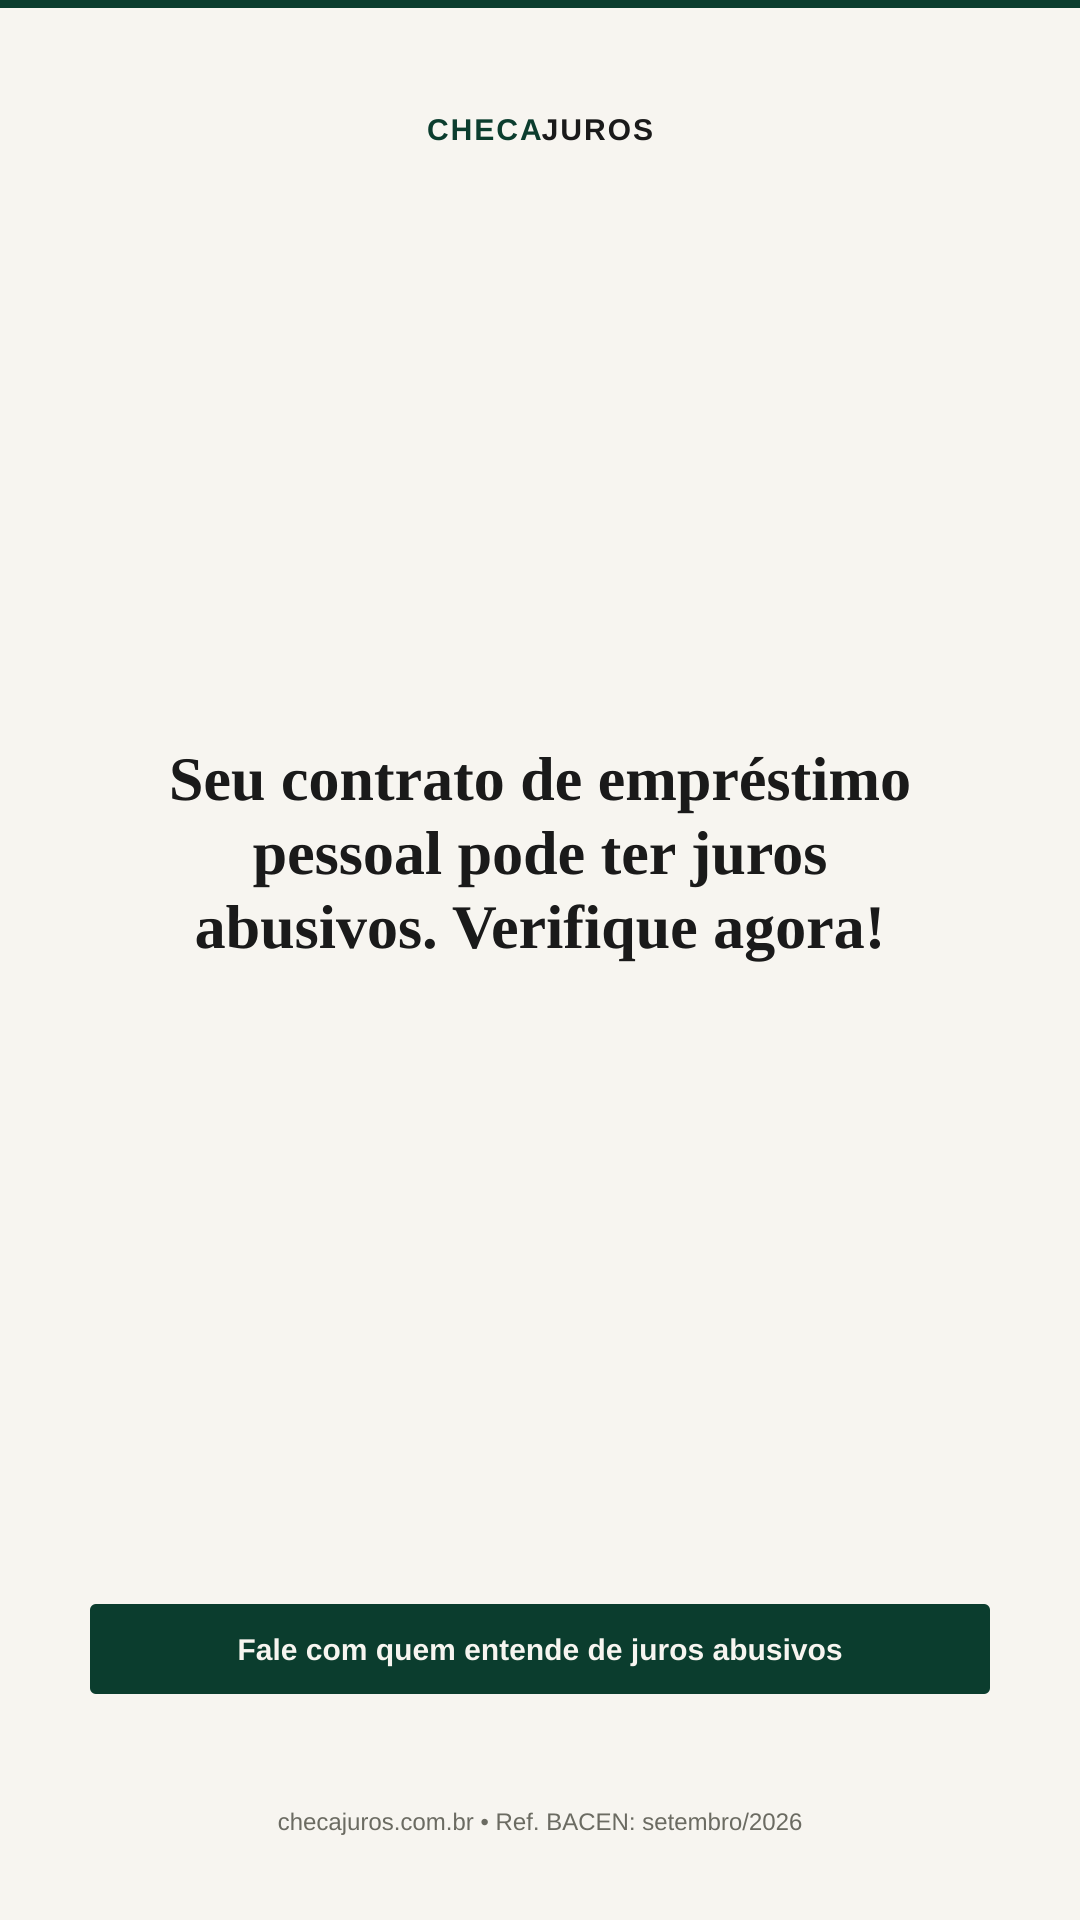 CHECAJUROS
Seu contrato de empréstimo
pessoal pode ter juros
abusivos. Verifique agora!
Fale com quem entende de juros abusivos
checajuros.com.br • Ref. BACEN: setembro/2026